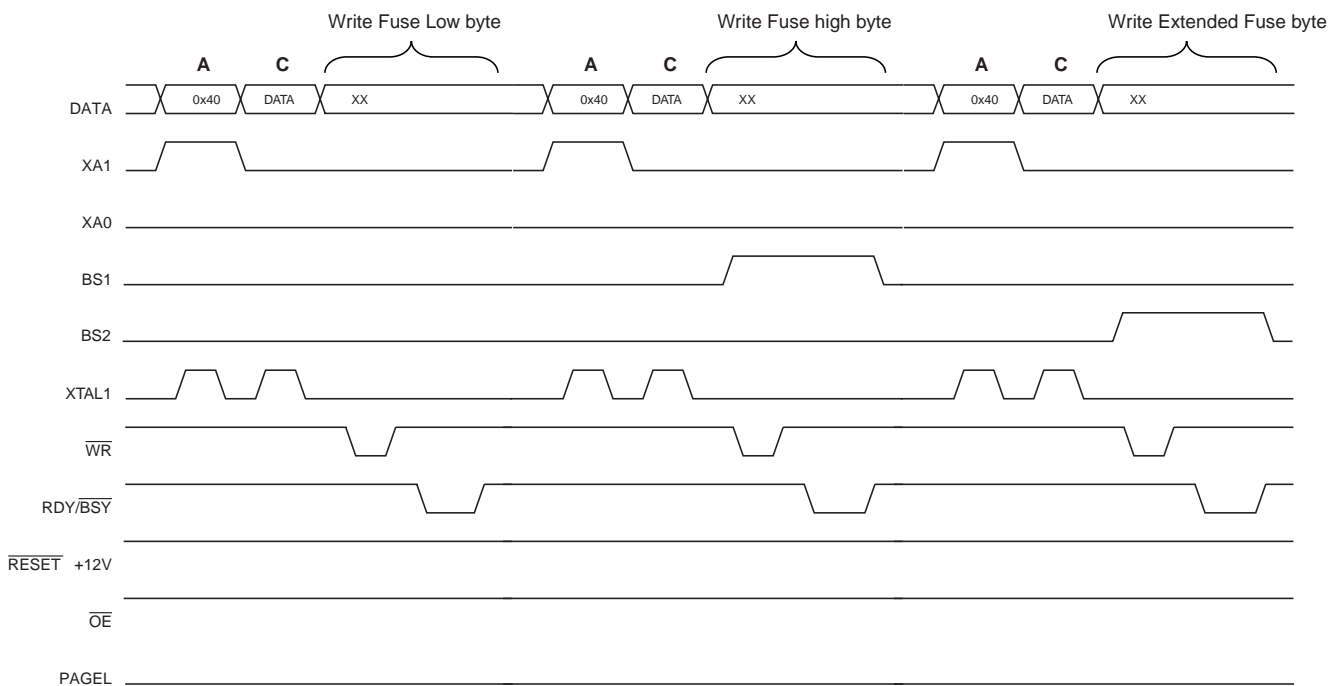 Write Fuse Low byte Write Fuse high byte Write Extended Fuse byte
A C A C A C
DATA 0x40 DATA XX 0x40 DATA XX 0x40 DATA XX
XA1
XA0
BS1
BS2
XTAL1
WR
RDY/BSY
RESET +12V
OE
PAGEL